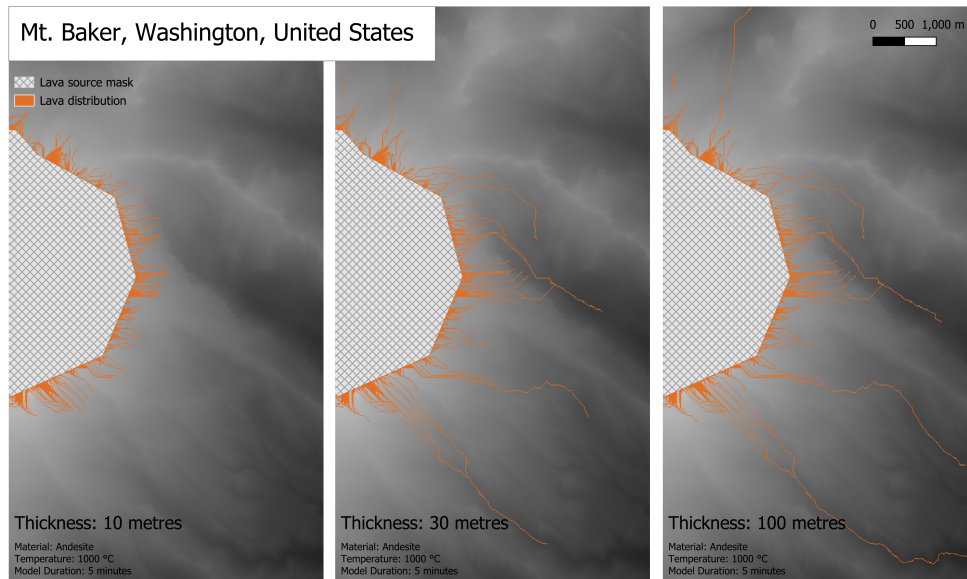 Mt. Baker, Washington, United States
Lava source mask
Lava distribution
0 500 1,000 m
Thickness: 10 metres
Material: Andesite
Temperature: 1000 °C
Model Duration: 5 minutes
Thickness: 30 metres
Material: Andesite
Temperature: 1000 °C
Model Duration: 5 minutes
Thickness: 100 metres
Material: Andesite
Temperature: 1000 °C
Model Duration: 5 minutes